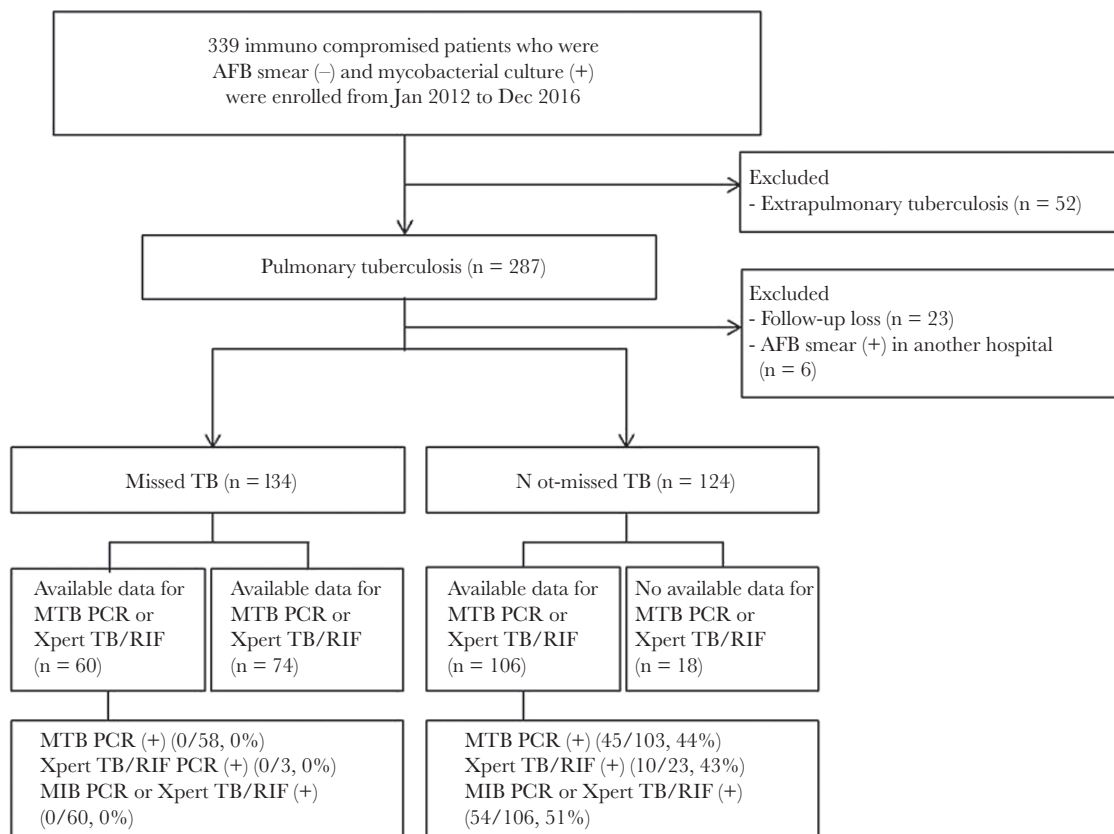 339 immuno compromised patients who were
AFB smear (–) and mycobacterial culture (+)
were enrolled from Jan 2012 to Dec 2016
Excluded
- Extrapulmonary tuberculosis (n = 52)
Pulmonary tuberculosis (n = 287)
Excluded
- Follow-up loss (n = 23)
- AFB smear (+) in another hospital
(n = 6)
Missed TB (n = l34)
N ot-missed TB (n = 124)
Available data for
MTB PCR or
Xpert TB/RIF
(n = 60)
Available data for
MTB PCR or
Xpert TB/RIF
(n = 74)
Available data for
MTB PCR or
Xpert TB/RIF
(n = 106)
No available data for
MTB PCR or
Xpert TB/RIF
(n = 18)
MTB PCR (+) (0/58, 0%)
Xpert TB/RIF PCR (+) (0/3, 0%)
MIB PCR or Xpert TB/RIF (+)
(0/60, 0%)
MTB PCR (+) (45/103, 44%)
Xpert TB/RIF (+) (10/23, 43%)
MIB PCR or Xpert TB/RIF (+)
(54/106, 51%)